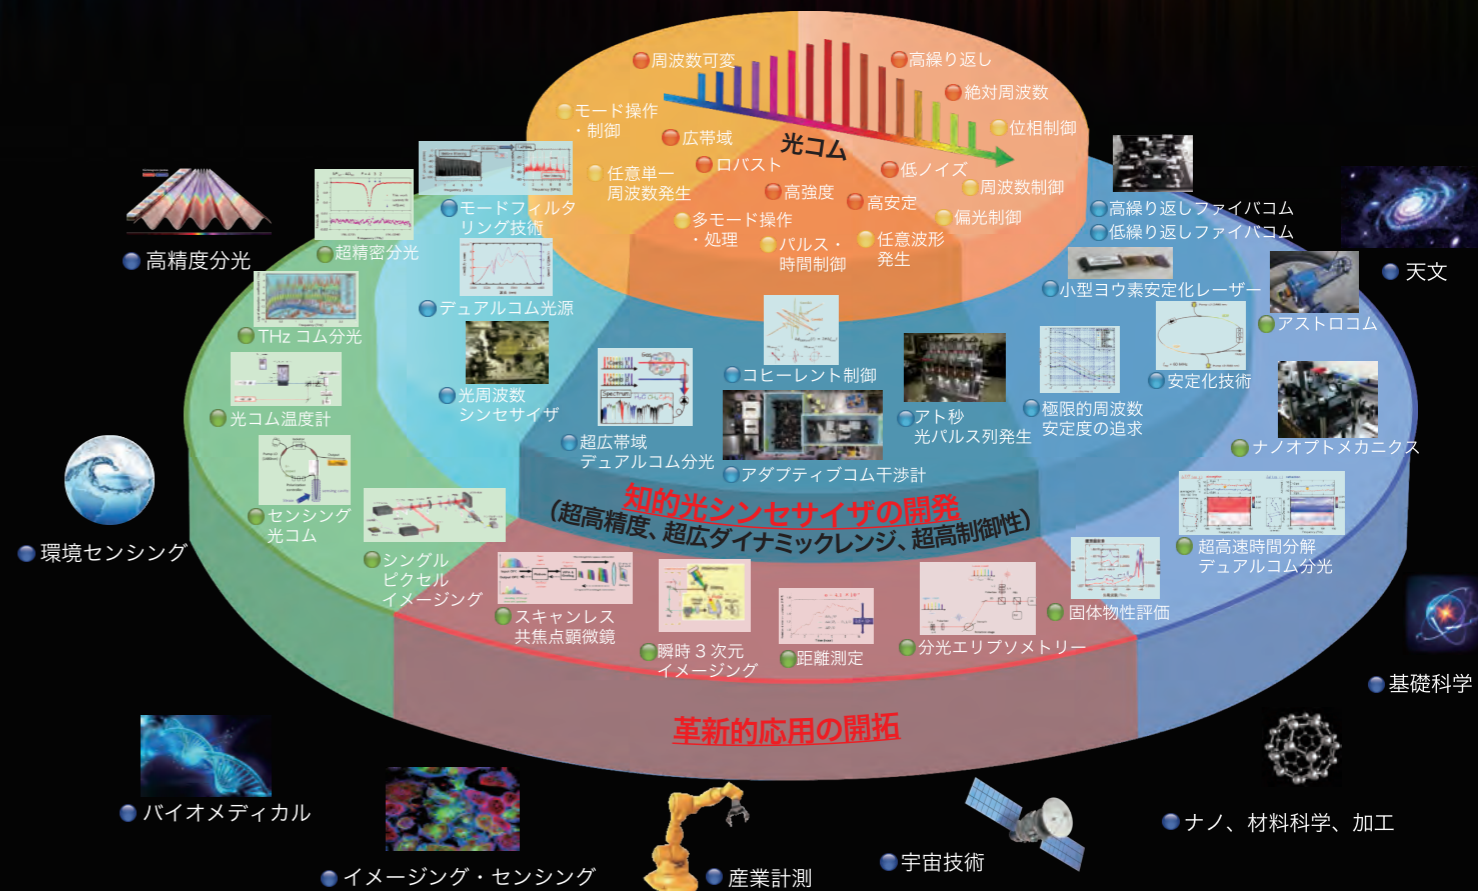 周波数可変
高繰り返し
絶対周波数
モード操作
・制御
位相制御
広帯域
光コム
ロバスト
低ノイズ
任意単一
周波数発生
高強度
高安定
周波数制御
多モード操作
・処理
パルス・
時間制御
任意波形
発生
偏光制御
モードフィルタ
リング技術
高繰り返しファイバコム
低繰り返しファイバコム
高精度分光
超精密分光
天文
小型ヨウ素安定化レーザー
デュアルコム光源
アストロコム
THz コム分光
コヒーレント制御
安定化技術
光周波数
シンセサイザ
光コム温度計
アト秒
光パルス列発生
極限的周波数
安定度の追求
超広帯域
デュアルコム分光
アダプティブコム干渉計
ナノオプトメカニクス
知的光シンセサイザの開発
(超高精度、超広ダイナミックレンジ、超高制御性)
センシング
光コム
環境センシング
シングル
ピクセル
イメージング
超高速時間分解
デュアルコム分光
スキャンレス
共焦点顕微鏡
瞬時 3 次元
イメージング
距離測定
分光エリプソメトリー
固体物性評価
基礎科学
革新的応用の開拓
バイオメディカル
イメージング・センシング
産業計測
宇宙技術
ナノ、材料科学、加工